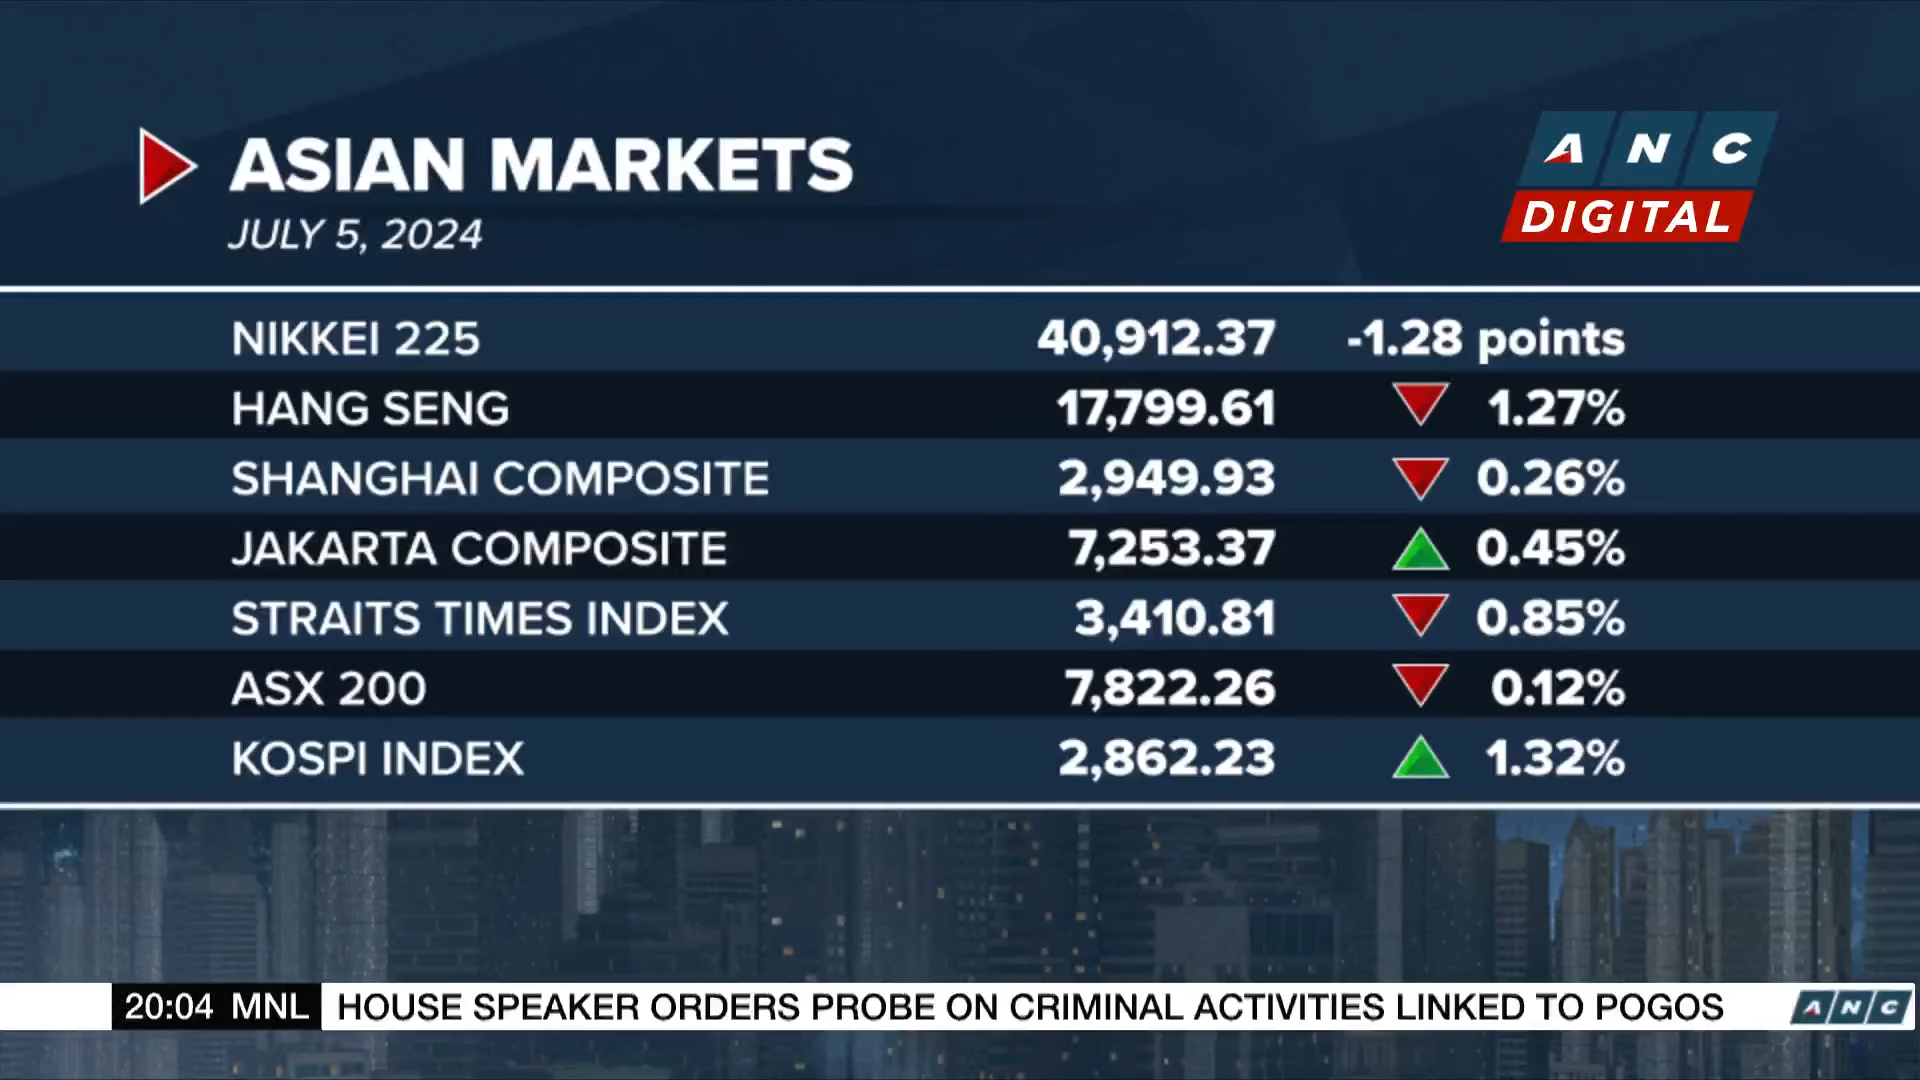 ASIAN MARKETS
JULY 5, 2024
ANC
DIGITAL
NIKKEI 225 40,912.37 -1.28 points
HANG SENG 17,799.61 1.27%
SHANGHAI COMPOSITE 2,949.93 0.26%
JAKARTA COMPOSITE 7,253.37 0.45%
STRAITS TIMES INDEX 3,410.81 0.85%
ASX 200 7,822.26 0.12%
KOSPI INDEX 2,862.23 1.32%
20:04 MNL HOUSE SPEAKER ORDERS PROBE ON CRIMINAL ACTIVITIES LINKED TO POGOS ANC